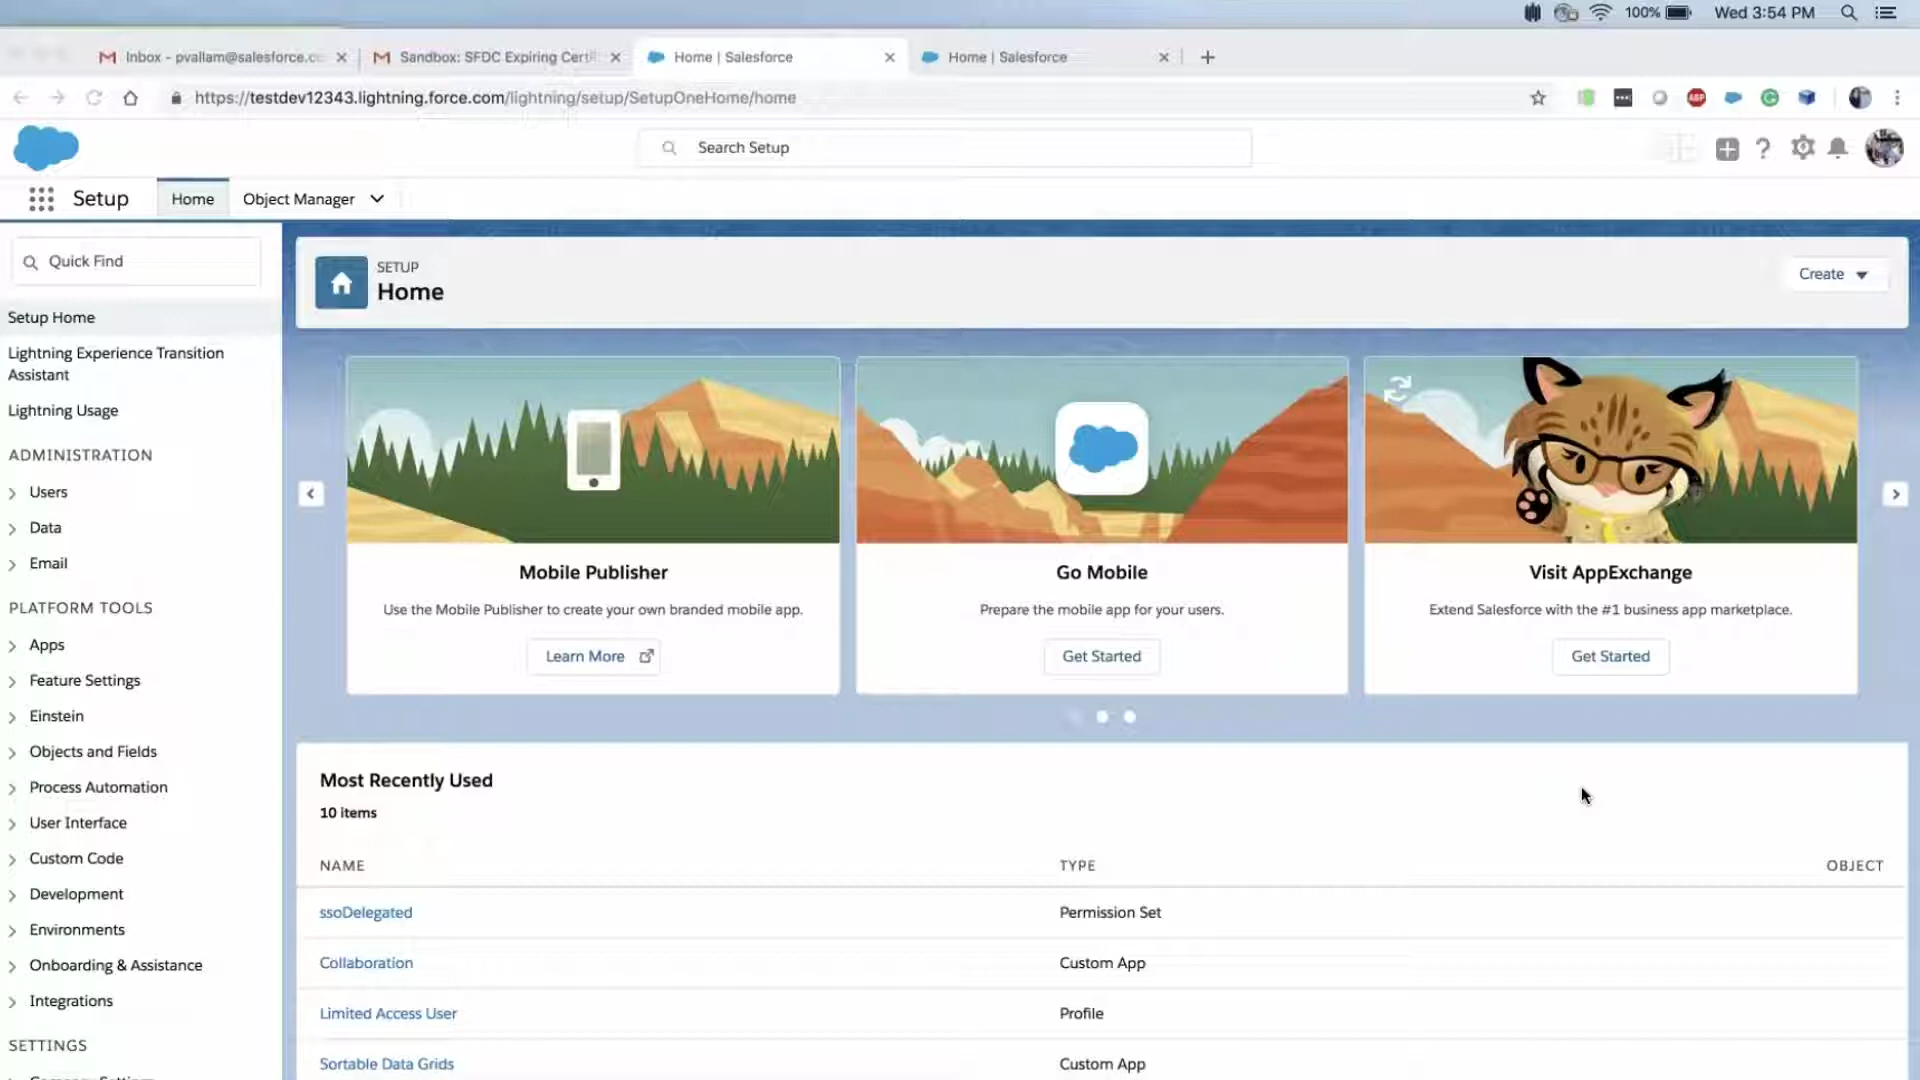 100% Wed 3:54 PM
Inbox - pvallam@salesforce.c
Sandbox: SFDC Expiring Certi
Home | Salesforce
Home | Salesforce
https://testdev12343.lightning.force.com/lightning/setup/SetupOneHome/home
ABP
Search Setup
Setup
Home
Object Manager
Quick Find
SETUP
Home
Create
Setup Home
Lightning Experience Transition
Assistant
Lightning Usage
ADMINISTRATION
Users
Data
Email
PLATFORM TOOLS
Apps
Feature Settings
Einstein
Objects and Fields
Process Automation
User Interface
Custom Code
Development
Environments
Onboarding & Assistance
Integrations
SETTINGS
Mobile Publisher
Use the Mobile Publisher to create your own branded mobile app.
Learn More
Go Mobile
Prepare the mobile app for your users.
Get Started
Visit AppExchange
Extend Salesforce with the #1 business app marketplace.
Get Started
Most Recently Used
10 items
NAME TYPE OBJECT
ssoDelegated Permission Set
Collaboration Custom App
Limited Access User Profile
Sortable Data Grids Custom App